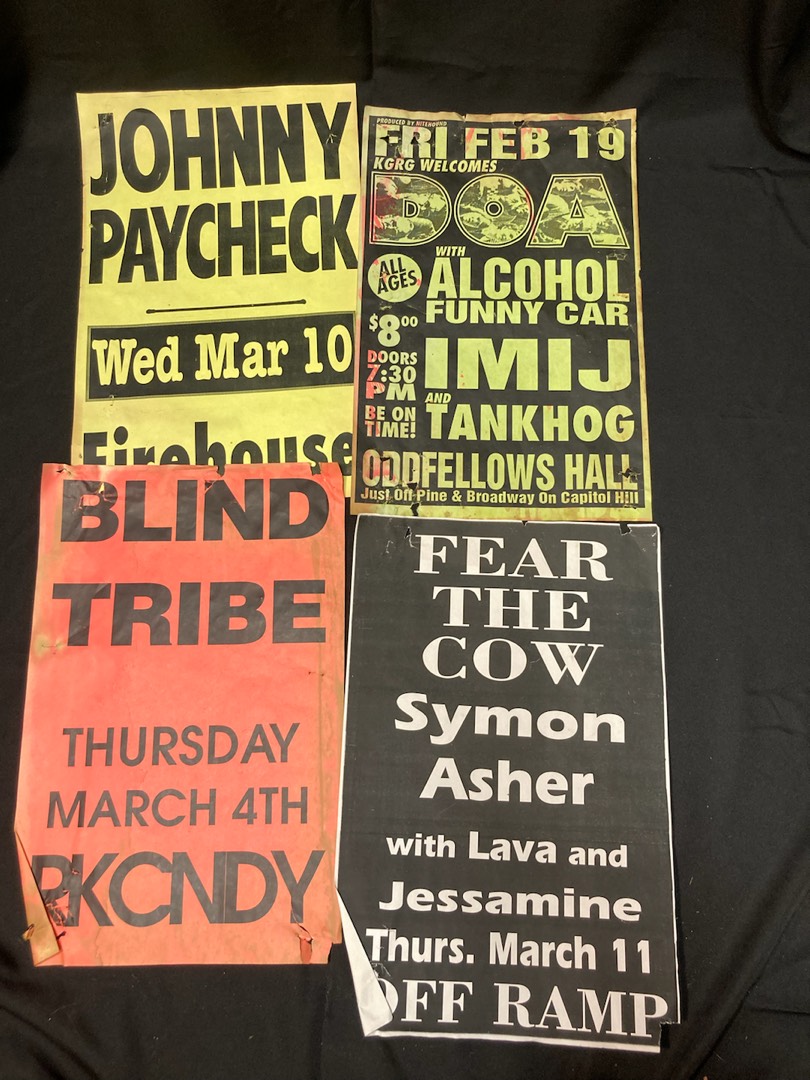 JOHNNY
PAYCHECK
Wed Mar 10
Firehouse
PRODUCED BY NITEHOUND
FRI FEB 19
KGRG WELCOMES
DOA
WITH
ALL
AGES
ALCOHOL
FUNNY CAR
$8.00
DOORS
7:30
PM
IMIJ
AND
BE ON
TIME!
TANKHOG
ODDFELLOWS HALL
Just Off Pine & Broadway On Capitol Hill
BLIND
TRIBE
THURSDAY
MARCH 4TH
RKCNDY
FEAR
THE
COW
Symon
Asher
with Lava and
Jessamine
Thurs. March 11
OFF RAMP